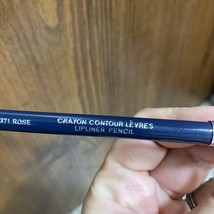 371 ROSE
CRAYON CONTOUR LÈVRES
LIPLINER PENCIL